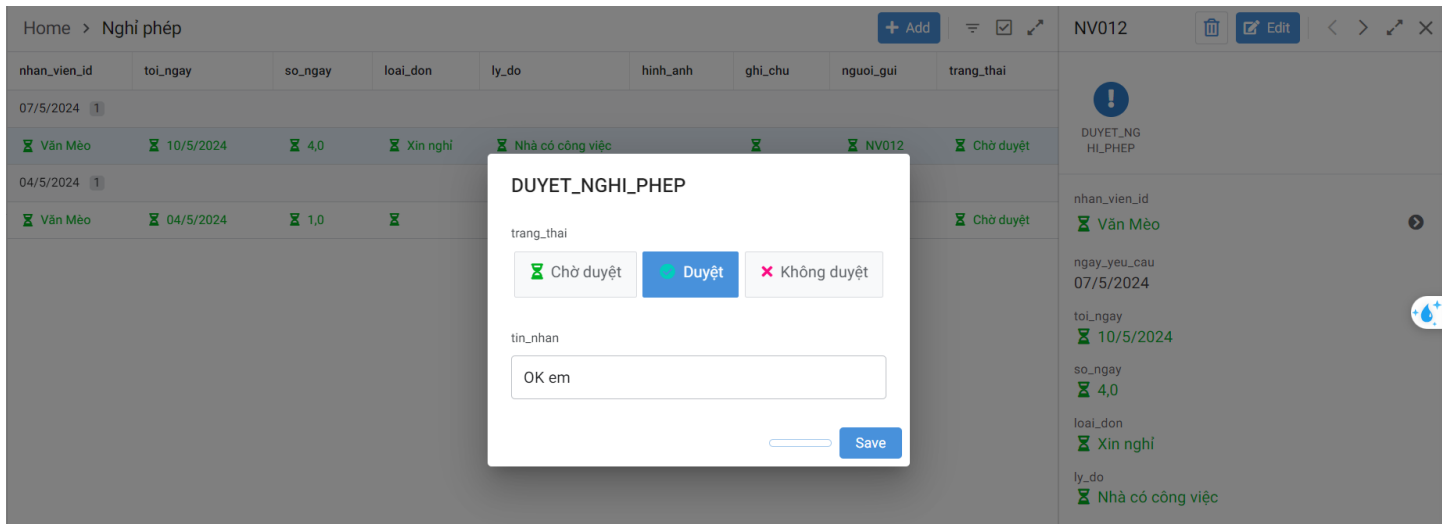 Home > Nghỉ phép
+ Add
nhan_vien_id toi_ngay so_ngay loai_don ly_do hinh_anh ghi_chu nguoi_gui trang_thai
07/5/2024 1
Văn Mèo 10/5/2024 4,0 Xin nghỉ Nhà có công việc NV012 Chờ duyệt
04/5/2024 1
Văn Mèo 04/5/2024 1,0 Chờ duyệt
DUYET_NGHI_PHEP
trang_thai
Chờ duyệt Duyệt Không duyệt
tin_nhan
OK em
Save
NV012 Edit
DUYET_NG
HI_PHEP
nhan_vien_id
Văn Mèo
ngay_yeu_cau
07/5/2024
toi_ngay
10/5/2024
so_ngay
4,0
loai_don
Xin nghỉ
ly_do
Nhà có công việc